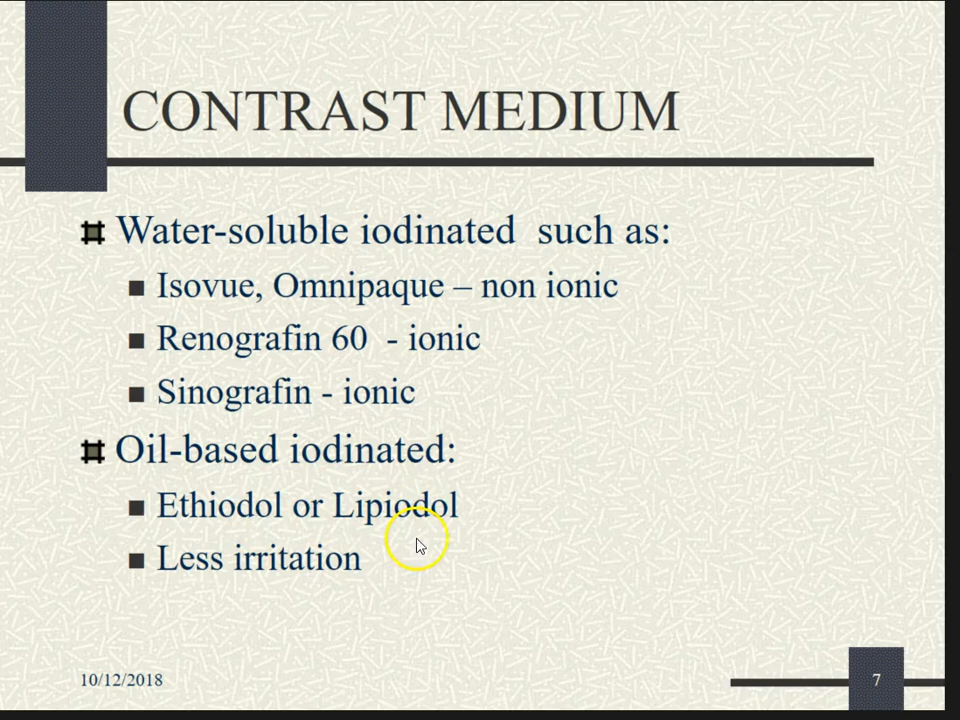 CONTRAST MEDIUM
Water-soluble iodinated such as:
Isovue, Omnipaque – non ionic
Renografin 60 - ionic
Sinografin - ionic
Oil-based iodinated:
Ethiodol or Lipiodol
Less irritation
10/12/2018
7